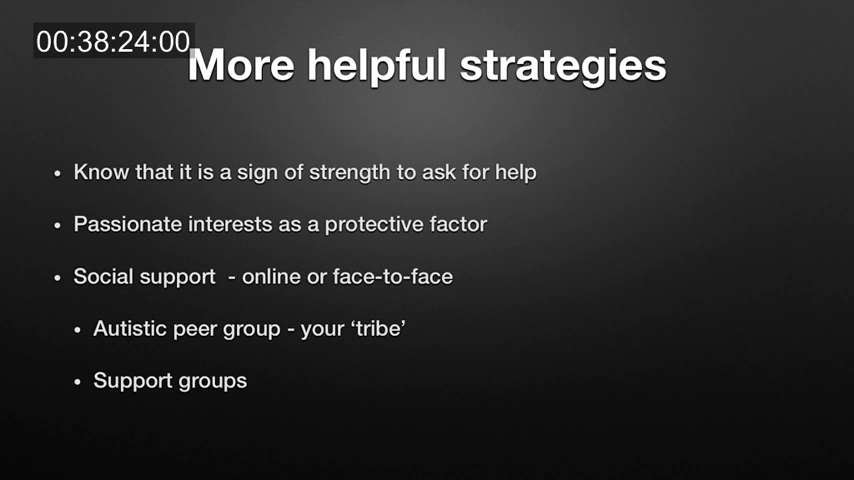 00:38:24:00
More helpful strategies
• Know that it is a sign of strength to ask for help
• Passionate interests as a protective factor
• Social support  - online or face-to-face
• Autistic peer group - your ‘tribe’
• Support groups